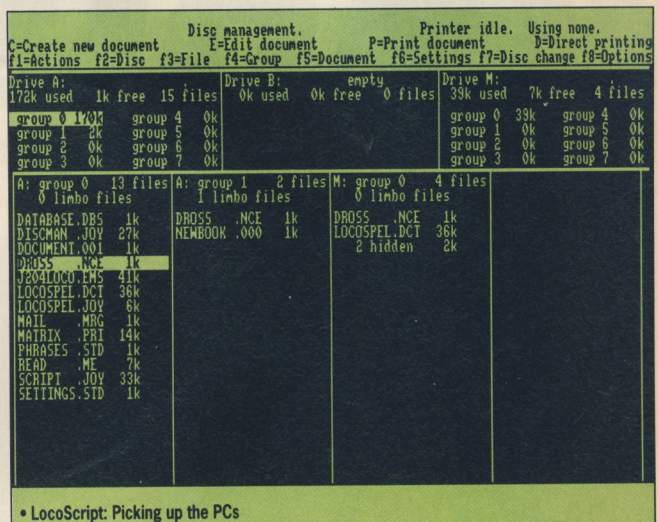 Disc management. Printer idle. Using none.
C=Create new document E=Edit document P=Print document D=Direct printing
f1=Actions f2=Disc f3=File f4=Group f5=Document f6=Settings f7=Disc change f8=Options
Drive A: Drive B: empty Drive M:
172k used 1k free 15 files 0k used 0k free 0 files 39k used 7k free 4 files
group 0 170k group 4 0k group 0 39k group 4 0k
group 1 2k group 5 0k group 1 0k group 5 0k
group 2 0k group 6 0k group 2 0k group 6 0k
group 3 0k group 7 0k group 3 0k group 7 0k
A: group 0 13 files A: group 1 2 files M: group 0 4 files
0 limbo files 1 limbo files 0 limbo files
DATABASE.DBS 1k DROSS .NCE 1k DROSS .NCE 1k
DISCMAN .JOY 27k NEWBOOK .000 1k LOCOSPEL.DCT 36k
DOCUMENT.001 1k 2 hidden 2k
DROSS .NCE 1k
J204LOCO.EMS 41k
LOCOSPEL.DCT 36k
LOCOSPEL.JOY 6k
MAIL .MRG 1k
MATRIX .PRI 14k
PHRASES .STD 1k
READ .ME 7k
SCRIPT .JOY 33k
SETTINGS.STD 1k
• LocoScript: Picking up the PCs